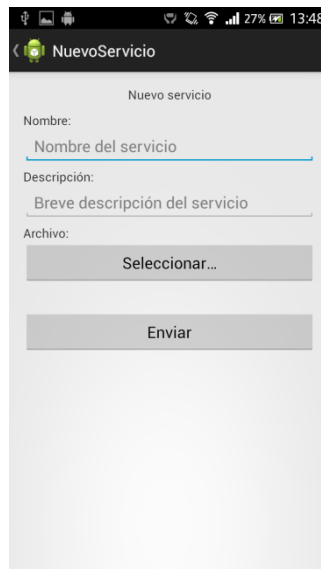 27% 13:48
NuevoServicio
Nuevo servicio
Nombre:
Nombre del servicio
Descripción:
Breve descripción del servicio
Archivo:
Seleccionar...
Enviar